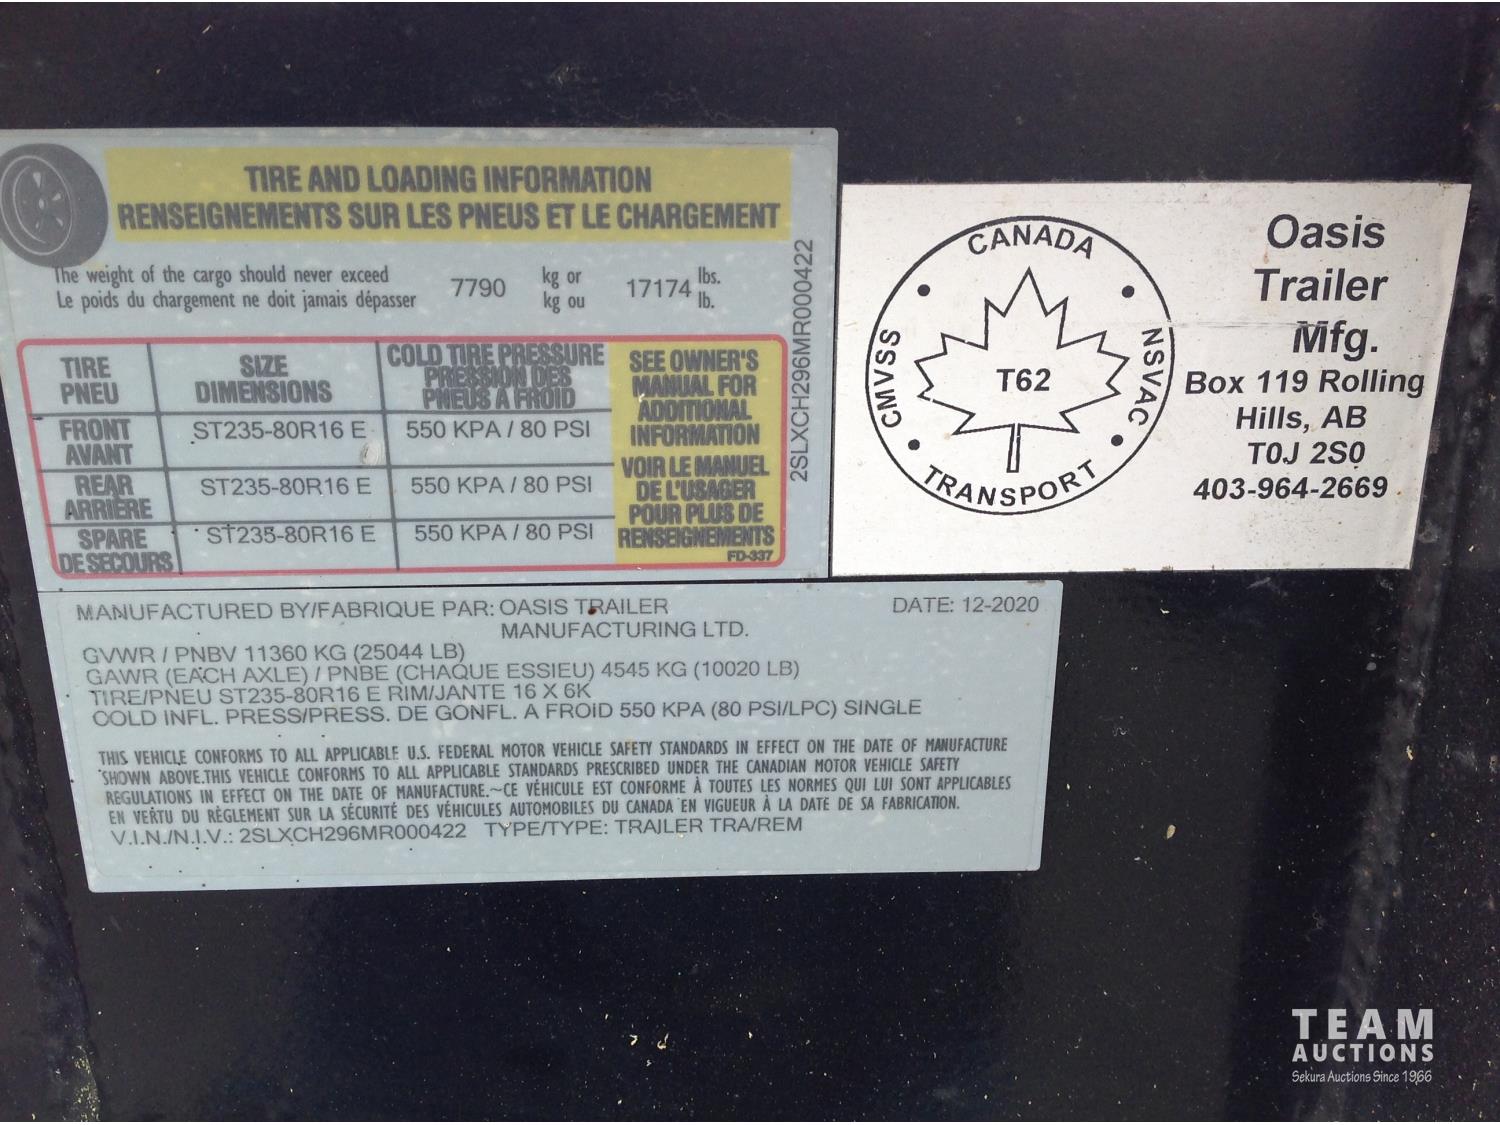 TIRE AND LOADING INFORMATION
RENSEIGNEMENTS SUR LES PNEUS ET LE CHARGEMENT
The weight of the cargo should never exceed 7790 kg or 17174 lbs.
Le poids du chargement ne doit jamais dépasser kg ou lb.
TIRE
PNEU
SIZE
DIMENSIONS
COLD TIRE PRESSURE
PRESSION DES
PNEUS A FROID
FRONT
AVANT
ST235-80R16 E
550 KPA / 80 PSI
REAR
ARRIÈRE
ST235-80R16 E
550 KPA / 80 PSI
SPARE
DE SECOURS
ST235-80R16 E
550 KPA / 80 PSI
SEE OWNER'S
MANUAL FOR
ADDITIONAL
INFORMATION
VOIR LE MANUEL
DE L'USAGER
POUR PLUS DE
RENSEIGNEMENTS
FD-337
2SLXCH296MR000422
CANADA
CMVSS
NSVAC
T62
TRANSPORT
Oasis
Trailer
Mfg.
Box 119 Rolling
Hills, AB
T0J 2S0
403-964-2669
MANUFACTURED BY/FABRIQUE PAR: OASIS TRAILER DATE: 12-2020
MANUFACTURING LTD.
GVWR / PNBV 11360 KG (25044 LB)
GAWR (EACH AXLE) / PNBE (CHAQUE ESSIEU) 4545 KG (10020 LB)
TIRE/PNEU ST235-80R16 E RIM/JANTE 16 X 6K
COLD INFL. PRESS/PRESS. DE GONFL. A FROID 550 KPA (80 PSI/LPC) SINGLE
THIS VEHICLE CONFORMS TO ALL APPLICABLE U.S. FEDERAL MOTOR VEHICLE SAFETY STANDARDS IN EFFECT ON THE DATE OF MANUFACTURE
SHOWN ABOVE.THIS VEHICLE CONFORMS TO ALL APPLICABLE STANDARDS PRESCRIBED UNDER THE CANADIAN MOTOR VEHICLE SAFETY
REGULATIONS IN EFFECT ON THE DATE OF MANUFACTURE.~CE VÉHICULE EST CONFORME À TOUTES LES NORMES QUI LUI SONT APPLICABLES
EN VERTU DU RÈGLEMENT SUR LA SÉCURITÉ DES VÉHICULES AUTOMOBILES DU CANADA EN VIGUEUR À LA DATE DE SA FABRICATION.
V.I.N./N.I.V.: 2SLXCH296MR000422 TYPE/TYPE: TRAILER TRA/REM
TEAM
AUCTIONS
Sekura Auctions Since 1966